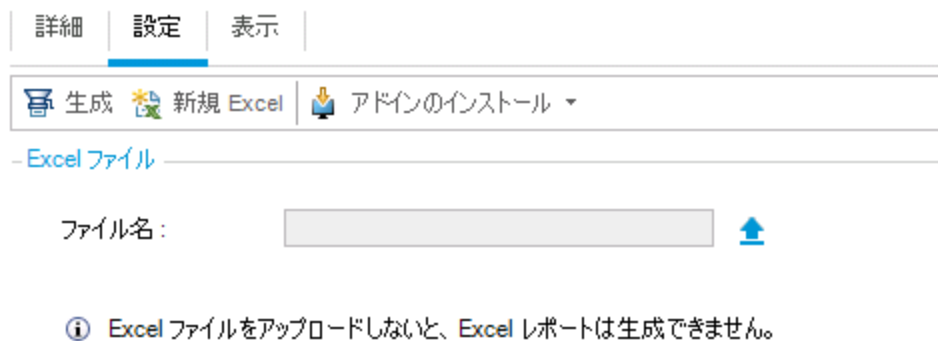 詳細 設定 表示
生成 新規 Excel アドインのインストール
Excel ファイル
ファイル名 :
Excel ファイルをアップロードしないと、Excel レポートは生成できません。